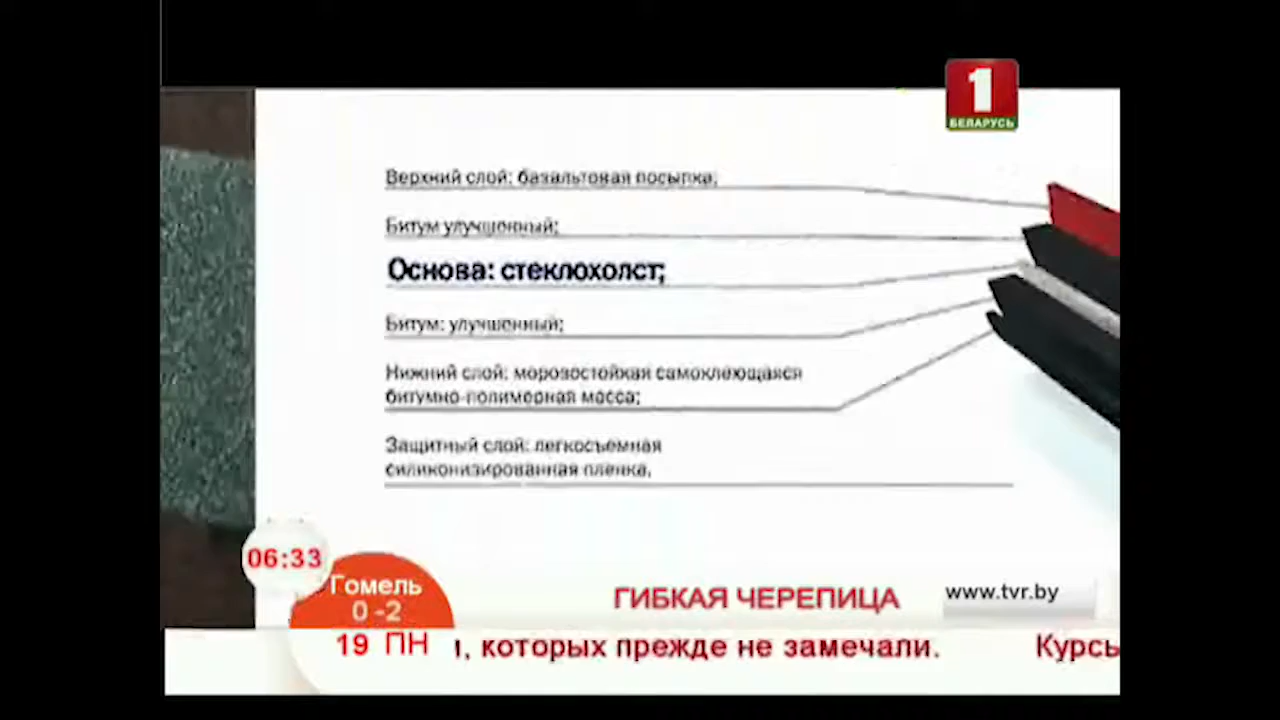 1
БЕЛАРУСЬ
Верхний слой: базальтовая посыпка;
Битум улучшенный;
Основа: стеклохолст;
Битум: улучшенный;
Нижний слой: морозостойкая самоклеющаяся
битумно-полимерная масса;
Защитный слой: легкосъемная
силиконизированная пленка.
06:33
Гомель
0 -2
ГИБКАЯ ЧЕРЕПИЦА
www.tvr.by
19 ПН
, которых прежде не замечали. Курсы